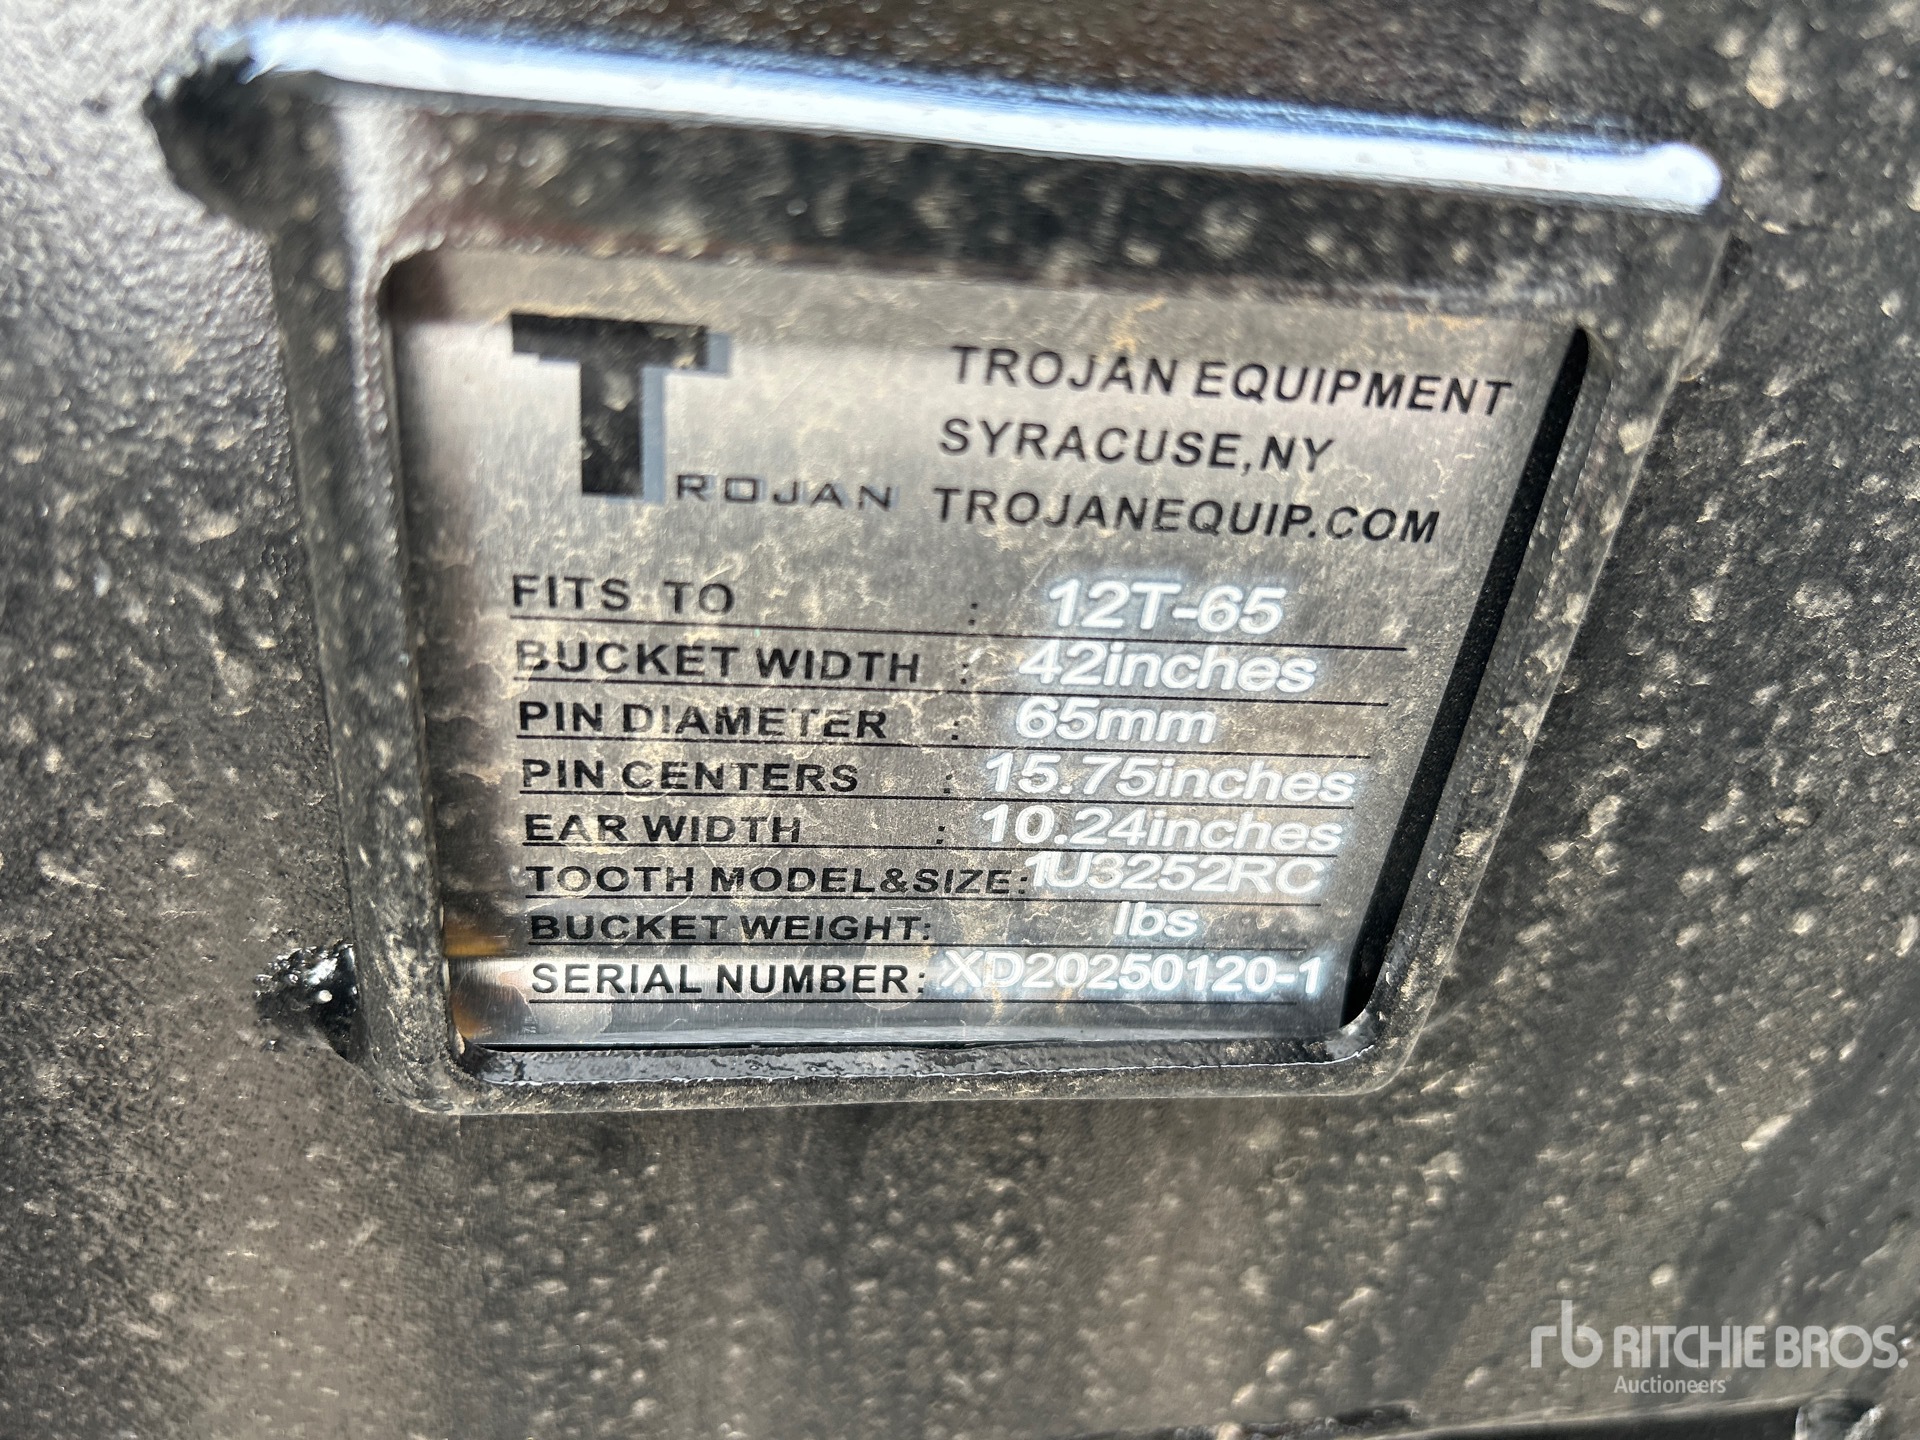 TROJAN
TROJAN EQUIPMENT
SYRACUSE,NY
TROJANEQUIP.COM
FITS TO : 12T-65
BUCKET WIDTH : 42inches
PIN DIAMETER : 65mm
PIN CENTERS : 15.75inches
EAR WIDTH : 10.24inches
TOOTH MODEL&SIZE: 1U3252RC
BUCKET WEIGHT: lbs
SERIAL NUMBER: XD20250120-1
rb RITCHIE BROS.
Auctioneers